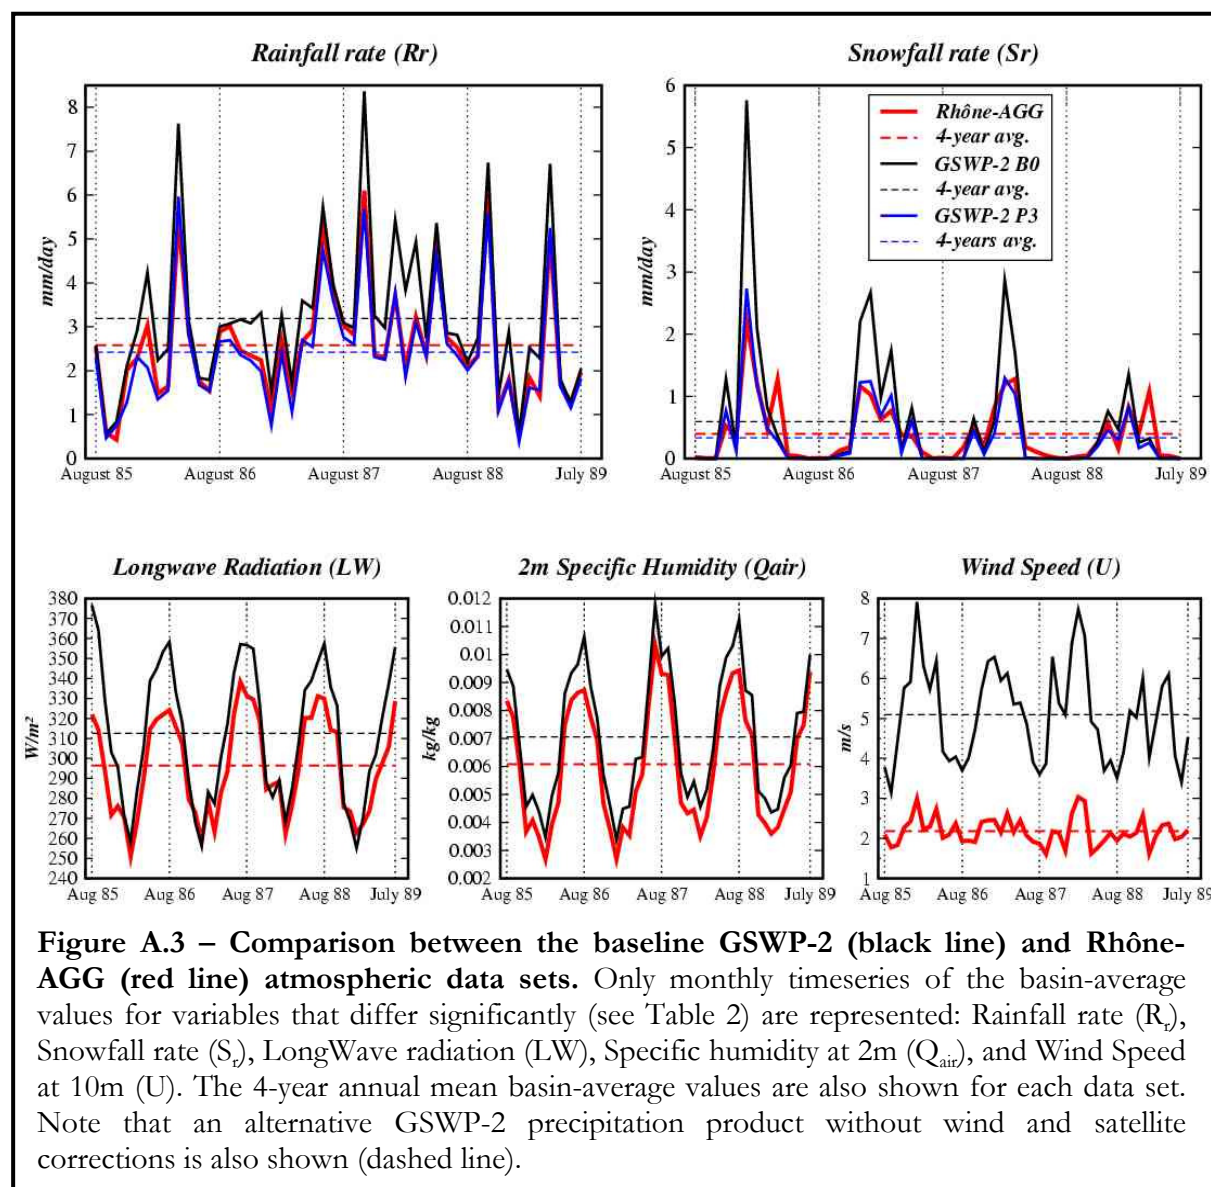 Rainfall rate (Rr)
mm/day
8
7
6
5
4
3
2
1
0
August 85 August 86 August 87 August 88 July 89
Snowfall rate (Sr)
mm/day
6
5
4
3
2
1
0
August 85 August 86 August 87 August 88 July 89
Rhône-AGG
4-year avg.
GSWP-2 B0
4-year avg.
GSWP-2 P3
4-years avg.
Longwave Radiation (LW)
W/m²
380
370
360
350
340
330
320
310
300
290
280
270
260
250
240
Aug 85 Aug 86 Aug 87 Aug 88 July 89
2m Specific Humidity (Qair)
kg/kg
0.012
0.011
0.01
0.009
0.008
0.007
0.006
0.005
0.004
0.003
0.002
Aug 85 Aug 86 Aug 87 Aug 88 July 89
Wind Speed (U)
m/s
8
7
6
5
4
3
2
1
Aug 85 Aug 86 Aug 87 Aug 88 July 89
Figure A.3 – Comparison between the baseline GSWP-2 (black line) and Rhône-
AGG (red line) atmospheric data sets. Only monthly timeseries of the basin-average
values for variables that differ significantly (see Table 2) are represented: Rainfall rate (Rr),
Snowfall rate (Sr), LongWave radiation (LW), Specific humidity at 2m (Qair), and Wind Speed
at 10m (U). The 4-year annual mean basin-average values are also shown for each data set.
Note that an alternative GSWP-2 precipitation product without wind and satellite
corrections is also shown (dashed line).